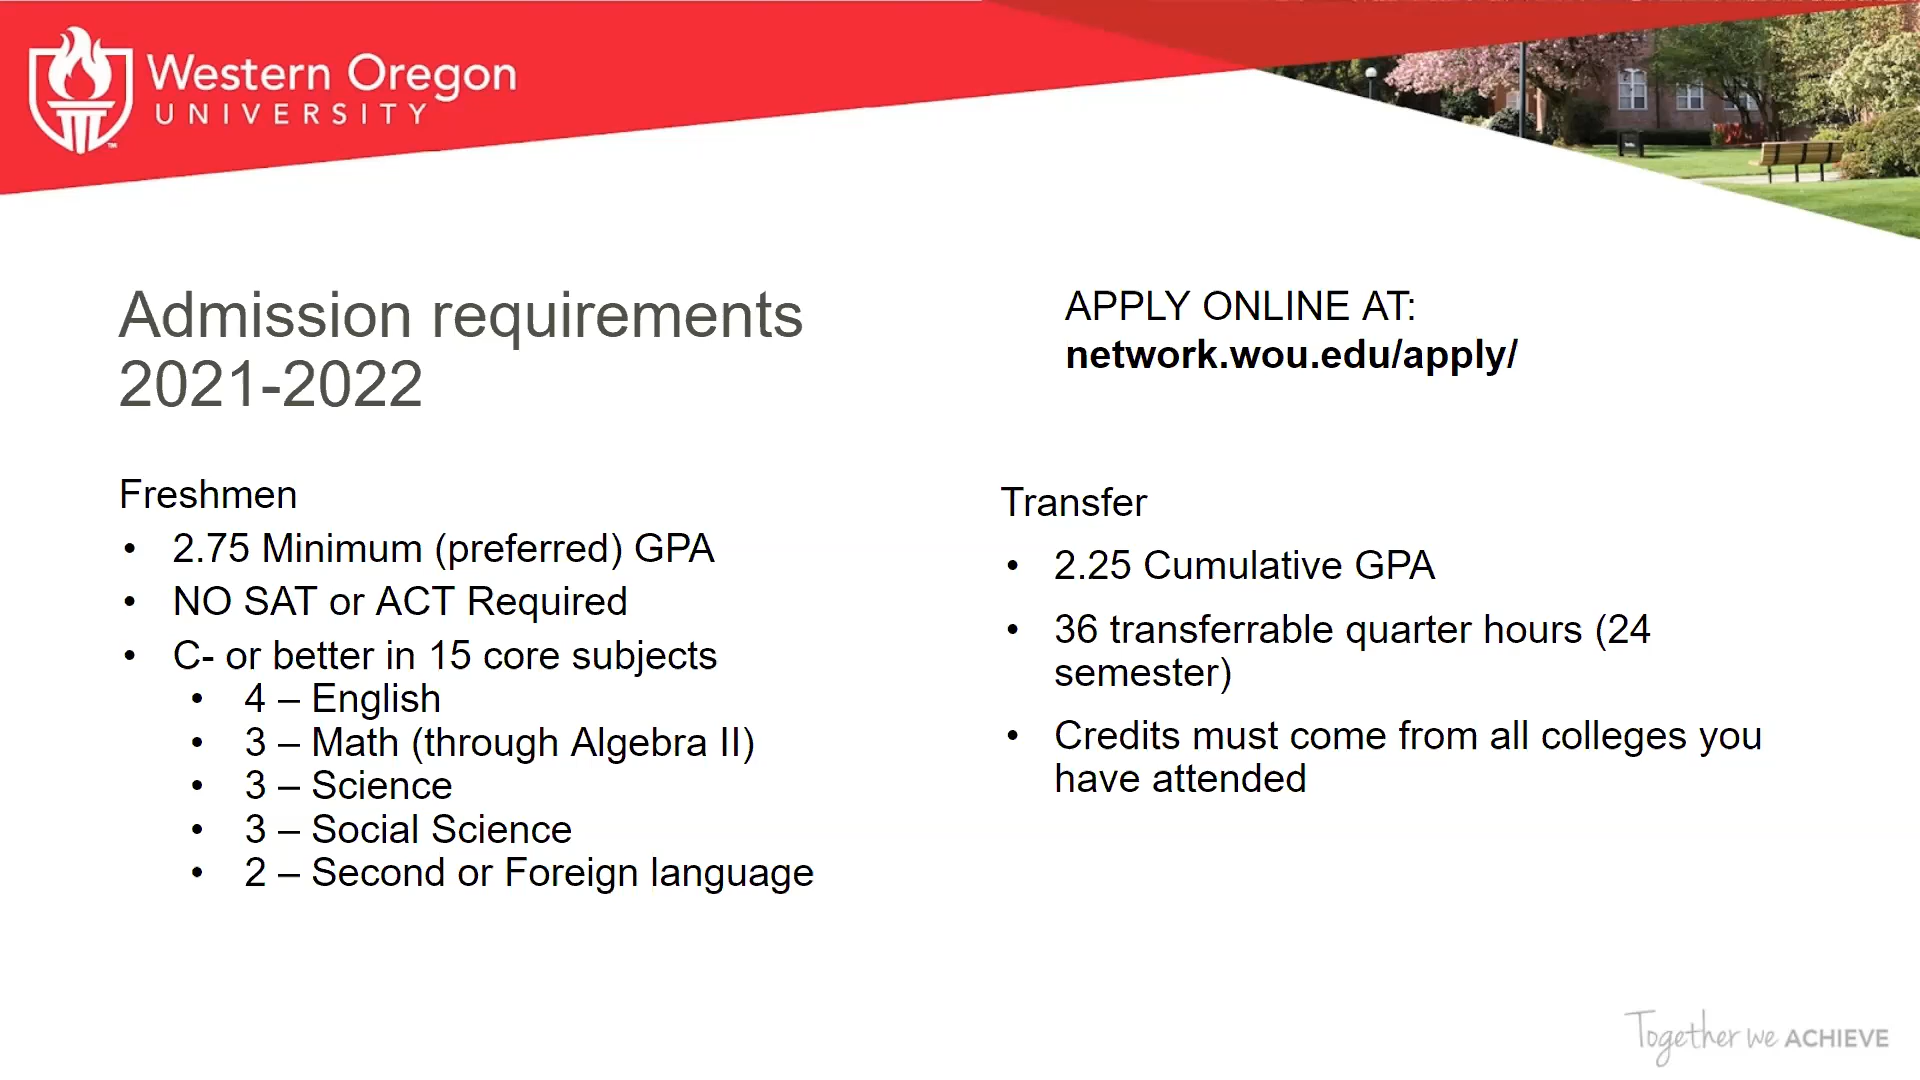 Western Oregon
UNIVERSITY
Admission requirements
2021-2022
APPLY ONLINE AT:
network.wou.edu/apply/
Freshmen
• 2.75 Minimum (preferred) GPA
• NO SAT or ACT Required
• C- or better in 15 core subjects
• 4 – English
• 3 – Math (through Algebra II)
• 3 – Science
• 3 – Social Science
• 2 – Second or Foreign language
Transfer
• 2.25 Cumulative GPA
• 36 transferrable quarter hours (24
semester)
• Credits must come from all colleges you
have attended
Together we ACHIEVE